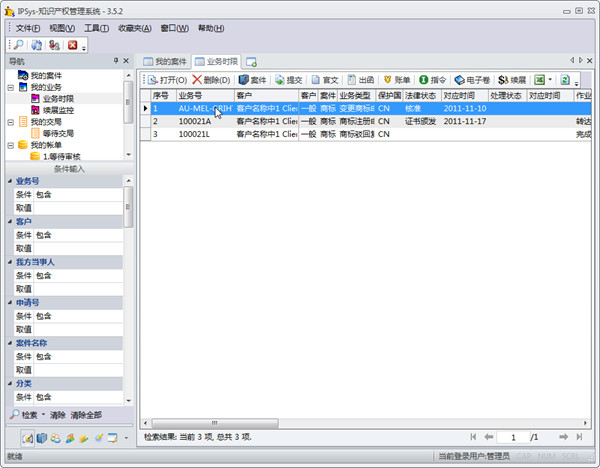 IPSys-知识产权管理系统 - 3.5.2
文件(F) 视图(V) 工具(T) 收藏夹(A) 窗口(W) 帮助(H)
导航
我的案件
我的业务
业务时限
续展监控
我的交局
等待交局
我的帐单
1.等待审核
条件输入
业务号
条件 包含
取值
客户
条件 包含
取值
我方当事人
条件 包含
取值
申请号
条件 包含
取值
案件名称
条件 包含
取值
分类
条件 包含
检索 清除 清除全部
我的案件 业务时限
打开(O) 删除(D) 案件 提交 官文 出函 账单 指令 电子卷 续展
序号 业务号 客户 客户 案件 业务类型 保护国 法律状态 对应时间 处理状态 对应时间 作业
1 客户名称中1 Clien 一般 商标 变更商标 CN 核准 2011-11-10
2 100021A 客户名称中1 Clien 一般 商标 商标注册 CN 证书颁发 2011-11-17 转达
3 100021L 客户名称中1 Clien 一般 商标 商标驳回复 CN 完成
检索结果: 当前 3 项, 总共 3 项.
1 /1
就绪
当前登录用户:管理员
CAP NUM SCRL